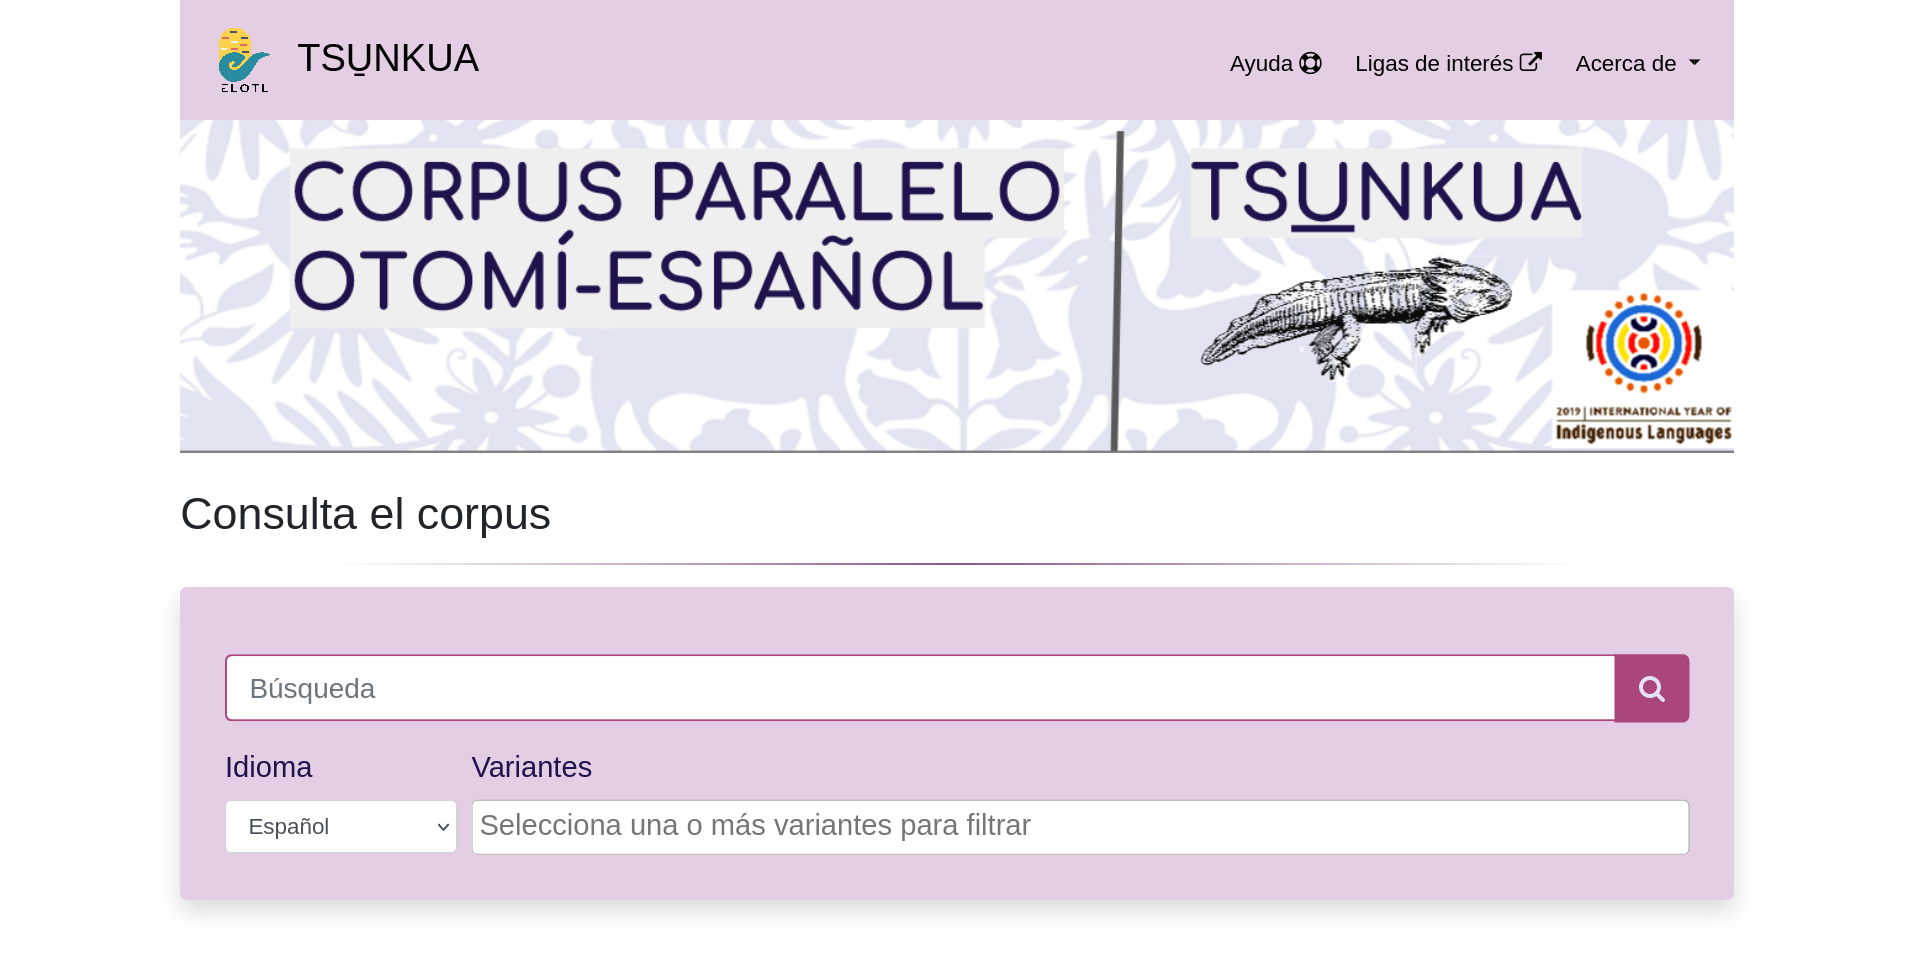 ELOTL
TSU̱NKUA
Ayuda
Ligas de interés
Acerca de
CORPUS PARALELO
OTOMÍ-ESPAÑOL
TSU̱NKUA
2019 | INTERNATIONAL YEAR OF
Indigenous Languages
Consulta el corpus
Búsqueda
Idioma
Variantes
Español
Selecciona una o más variantes para filtrar